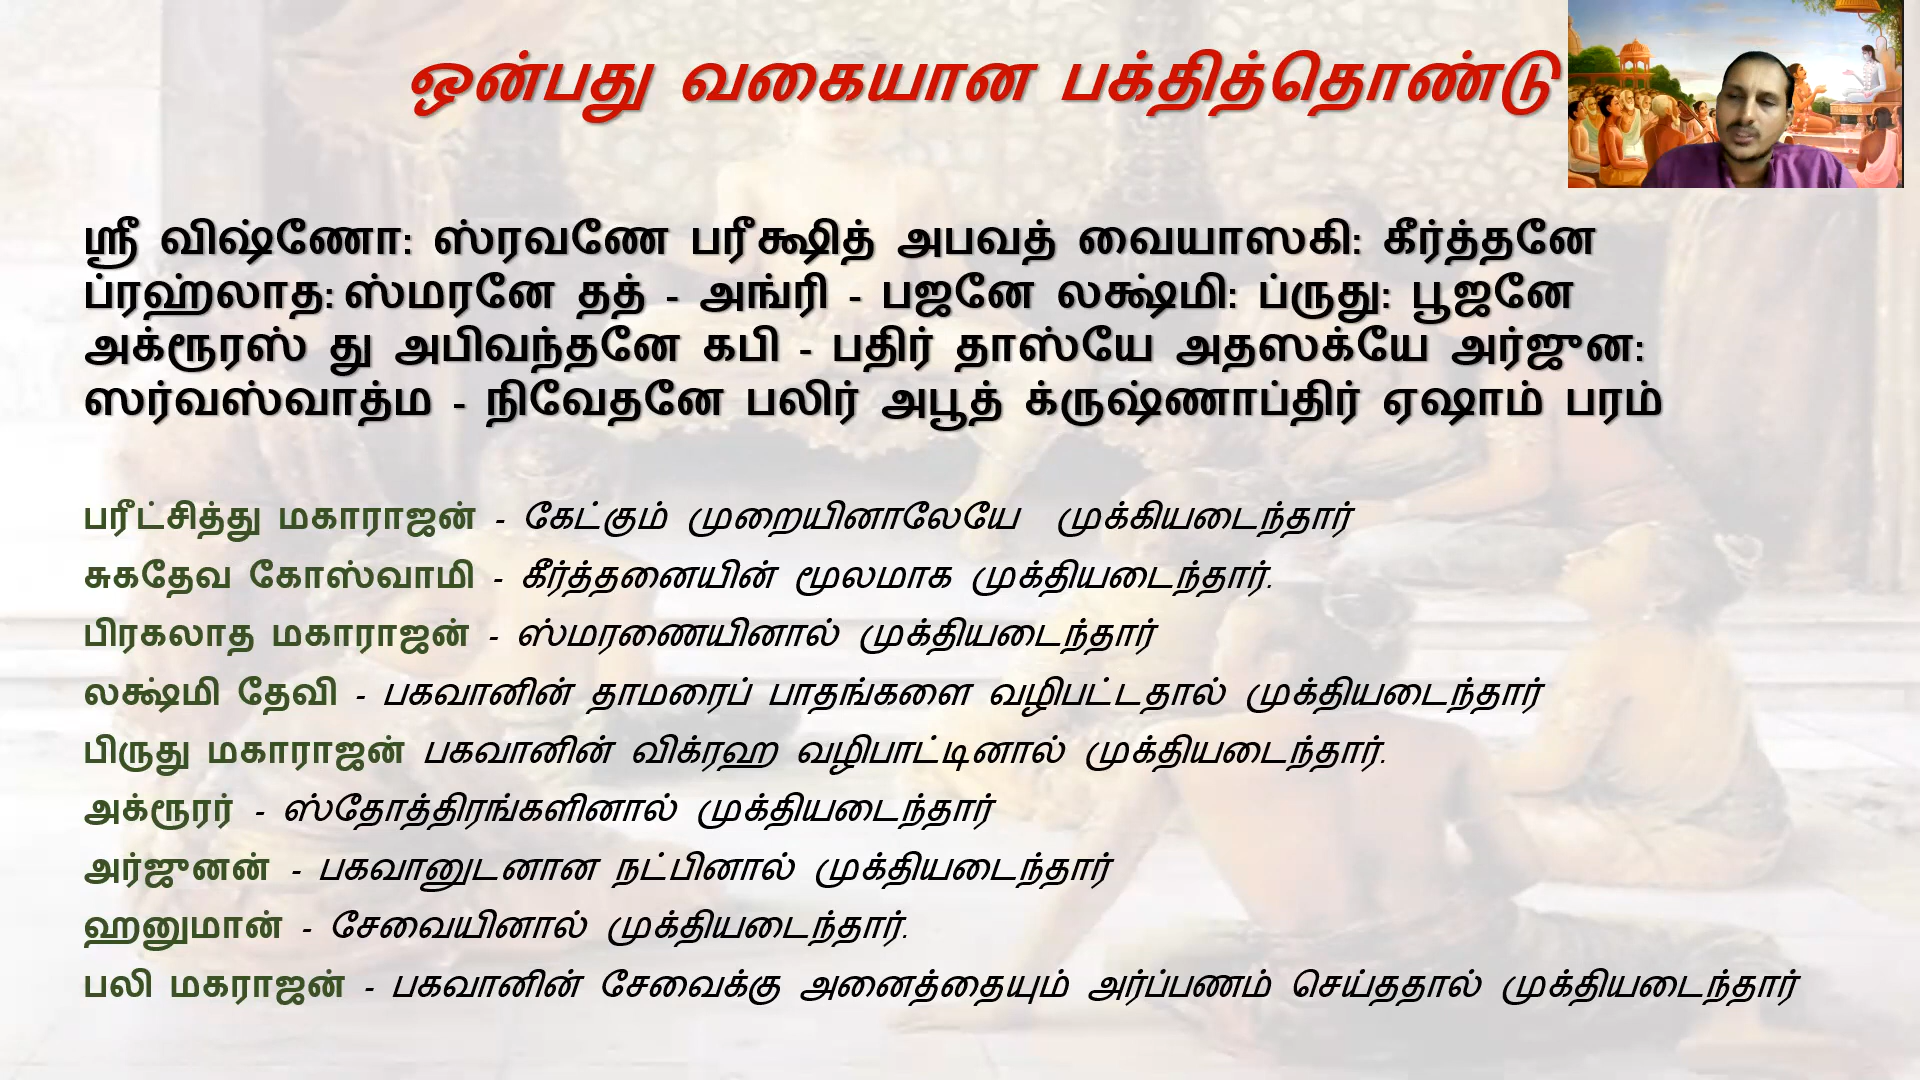 ஒன்பது வகையான பக்தித்தொண்டு
ஸ்ரீ விஷ்ணோ: ஸ்ரவணே பரீக்ஷித் அபவத் வையாஸகி: கீர்த்தனே
ப்ரஹ்லாத: ஸ்மரனே தத் - அங்ரி - பஜனே லக்ஷ்மி: ப்ருது: பூஜனே
அக்ரூரஸ் து அபிவந்தனே கபி - பதிர் தாஸ்யே அதஸக்யே அர்ஜுன:
ஸர்வஸ்வாத்ம - நிவேதனே பலிர் அபூத் க்ருஷ்ணாப்திர் ஏஷாம் பரம்
பரீட்சித்து மகாராஜன் - கேட்கும் முறையினாலேயே முக்கியடைந்தார்
சுகதேவ கோஸ்வாமி - கீர்த்தனையின் மூலமாக முக்தியடைந்தார்.
பிரகலாத மகாராஜன் - ஸ்மரணையினால் முக்தியடைந்தார்
லக்ஷ்மி தேவி - பகவானின் தாமரைப் பாதங்களை வழிபட்டதால் முக்தியடைந்தார்
பிருது மகாராஜன் பகவானின் விக்ரஹ வழிபாட்டினால் முக்தியடைந்தார்.
அக்ரூரர் - ஸ்தோத்திரங்களினால் முக்தியடைந்தார்
அர்ஜுனன் - பகவானுடனான நட்பினால் முக்தியடைந்தார்
ஹனுமான் - சேவையினால் முக்தியடைந்தார்.
பலி மகராஜன் - பகவானின் சேவைக்கு அனைத்தையும் அர்ப்பணம் செய்ததால் முக்தியடைந்தார்